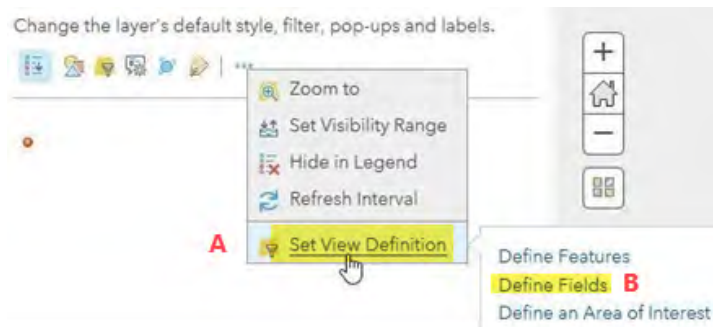 Change the layer's default style, filter, pop-ups and labels.
Zoom to
Set Visibility Range
Hide in Legend
Refresh Interval
A Set View Definition
Define Features
Define Fields B
Define an Area of Interest